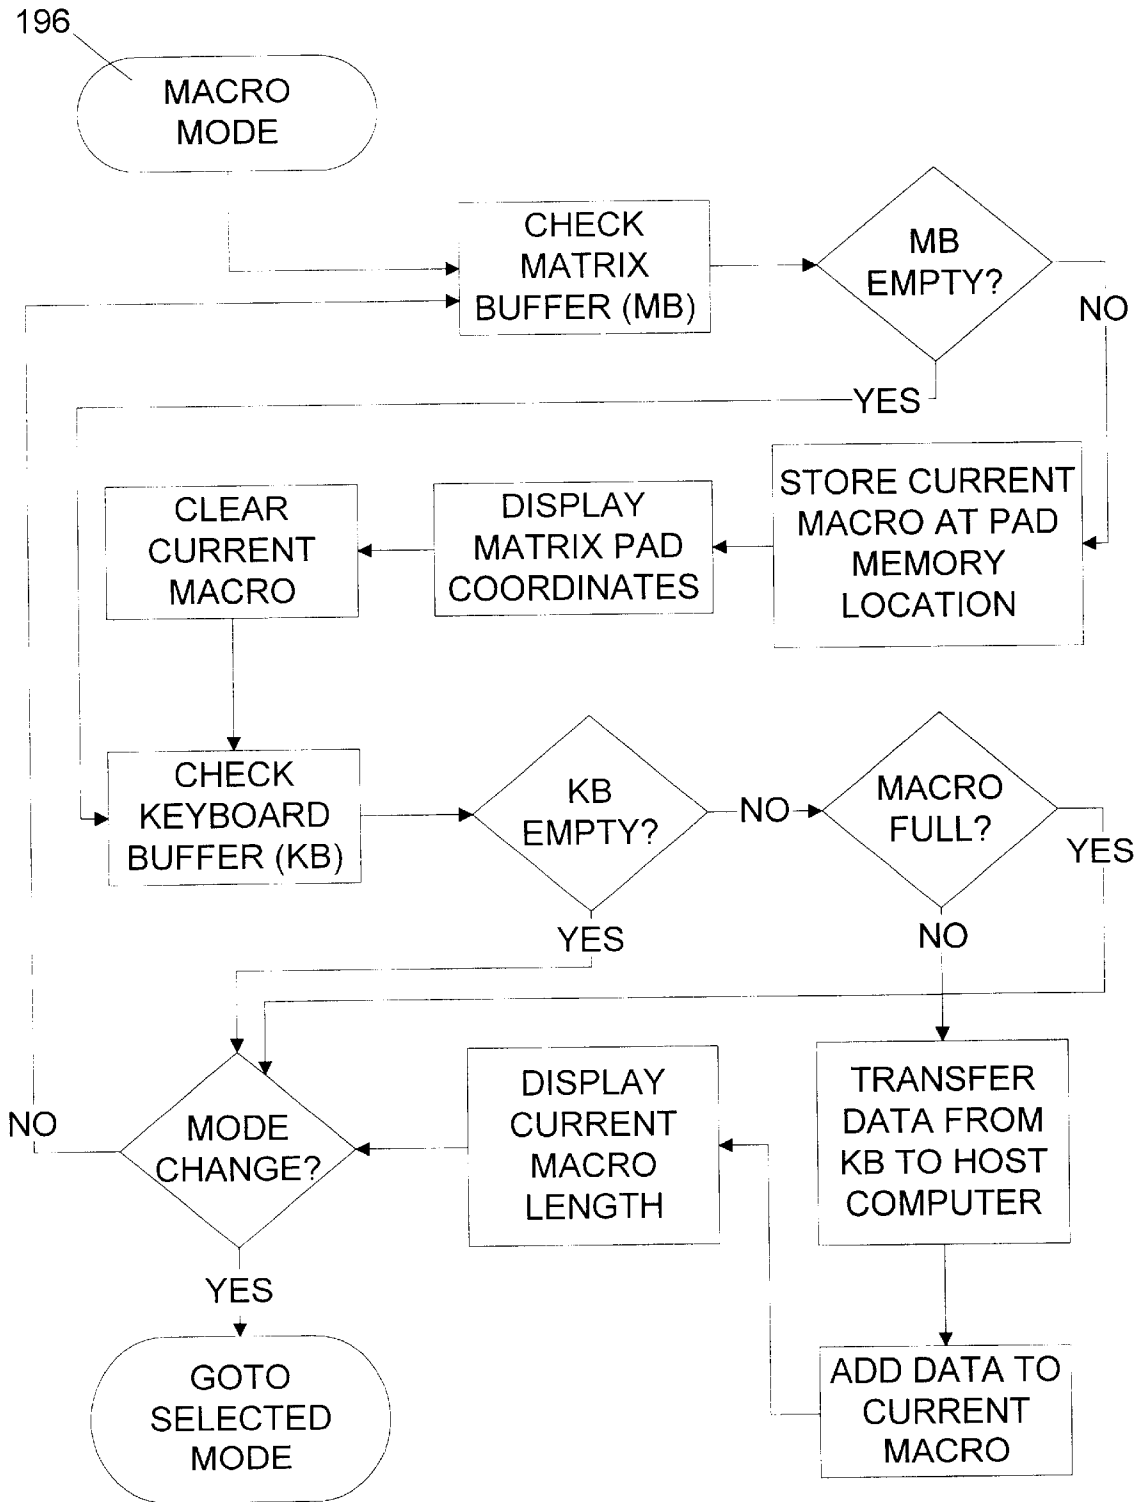 196
MACRO
MODE
CHECK
MATRIX
BUFFER (MB)
MB
EMPTY?
NO
YES
STORE CURRENT
MACRO AT PAD
MEMORY
LOCATION
DISPLAY
MATRIX PAD
COORDINATES
CLEAR
CURRENT
MACRO
CHECK
KEYBOARD
BUFFER (KB)
KB
EMPTY?
NO
MACRO
FULL?
YES
YES
NO
TRANSFER
DATA FROM
KB TO HOST
COMPUTER
DISPLAY
CURRENT
MACRO
LENGTH
MODE
CHANGE?
NO
YES
GOTO
SELECTED
MODE
ADD DATA TO
CURRENT
MACRO